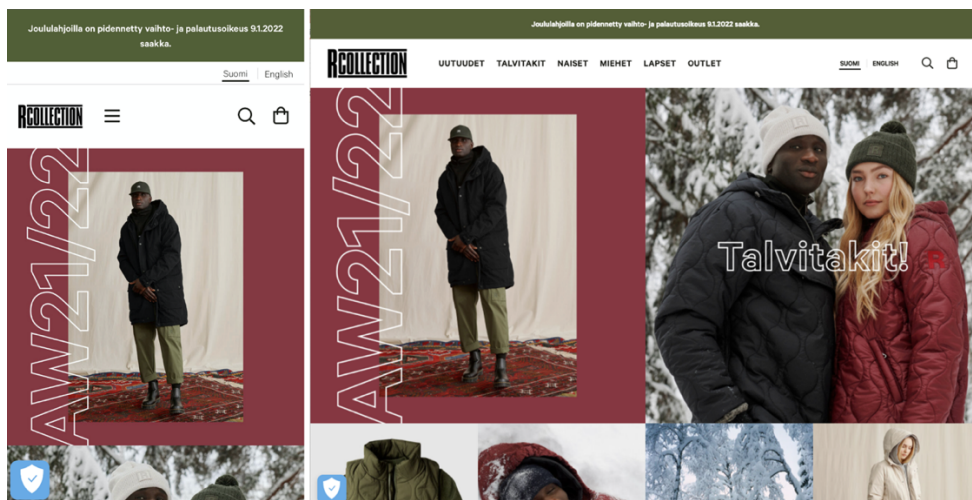 Joululahjoilla on pidennetty vaihto- ja palautusoikeus 9.1.2022
saakka.
Suomi English
RCOLLECTION
AW21/22
Joululahjoilla on pidennetty vaihto- ja palautusoikeus 9.1.2022 saakka.
RCOLLECTION UUTUUDET TALVITAKIT NAISET MIEHET LAPSET OUTLET SUOMI ENGLISH
AW21/22
Talvitakit! R